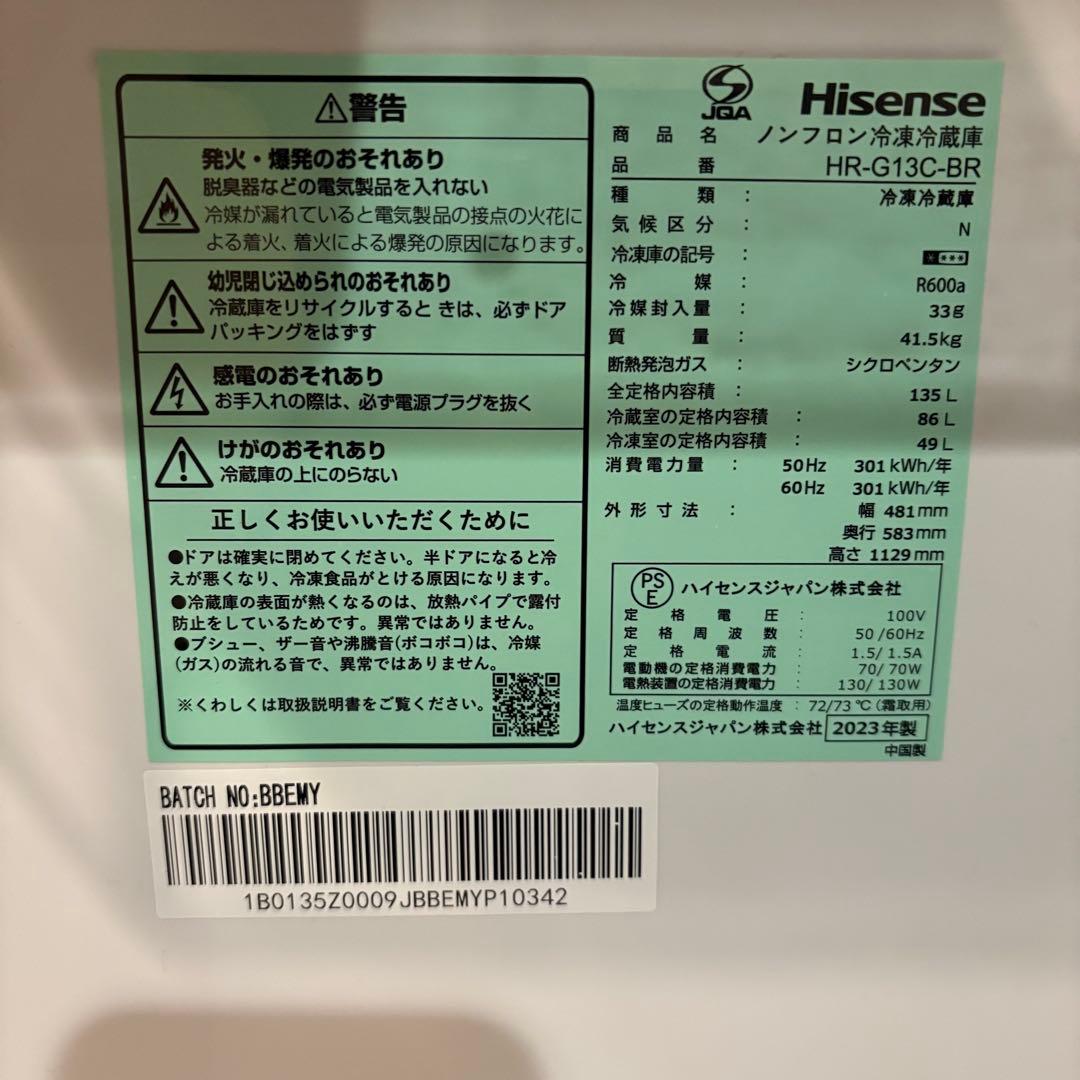 ⚠警告
発火・爆発のおそれあり
脱臭器などの電気製品を入れない
冷媒が漏れていると電気製品の接点の火花に
よる着火、着火による爆発の原因になります。
幼児閉じ込められのおそれあり
冷蔵庫をリサイクルすると きは、必ずドア
パッキングをはずす
感電のおそれあり
お手入れの際は、必ず電源プラグを抜く
けがのおそれあり
冷蔵庫の上にのらない
正しくお使いいただくために
●ドアは確実に閉めてください。半ドアになると冷
えが悪くなり、冷凍食品がとける原因になります。
●冷蔵庫の表面が熱くなるのは、放熱パイプで露付
防止をしているためです。異常ではありません。
●ブシュー、ザー音や沸騰音(ボコボコ)は、冷媒
(ガス)の流れる音で、異常ではありません。
※くわしくは取扱説明書をご覧ください。
JQA
Hisense
商品名 ノンフロン冷凍冷蔵庫
品番 HR-G13C-BR
種類 : 冷凍冷蔵庫
気候区分 : N
冷凍庫の記号 : * ***
冷媒 : R600a
冷媒封入量 : 33g
質量 : 41.5kg
断熱発泡ガス : シクロペンタン
全定格内容積 : 135 L
冷蔵室の定格内容積 : 86 L
冷凍室の定格内容積 : 49 L
消費電力量 : 50Hz 301 kWh/年
60Hz 301 kWh/年
外形寸法 : 幅 481mm
奥行 583mm
高さ 1129mm
PSE ハイセンスジャパン株式会社
定格電圧 : 100V
定格周波数 : 50/60Hz
定格電流 : 1.5/ 1.5A
電動機の定格消費電力 : 70/ 70W
電熱装置の定格消費電力 : 130/ 130W
温度ヒューズの定格動作温度 : 72/73 ℃(霜取用)
ハイセンスジャパン株式会社 2023年製
中国製
BATCH NO:BBEMY
1B0135Z0009JBBEMYP10342